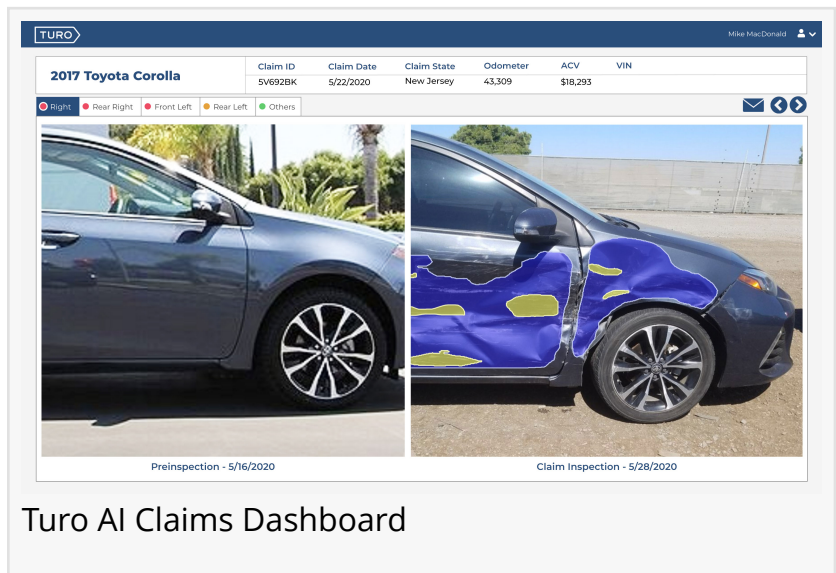 TURO
Mike MacDonald
2017 Toyota Corolla
Claim ID Claim Date Claim State Odometer ACV VIN
5V692BK 5/22/2020 New Jersey 43,309 $18,293
Right Rear Right Front Left Rear Left Others
Preinspection - 5/16/2020
Claim Inspection - 5/28/2020
Turo AI Claims Dashboard